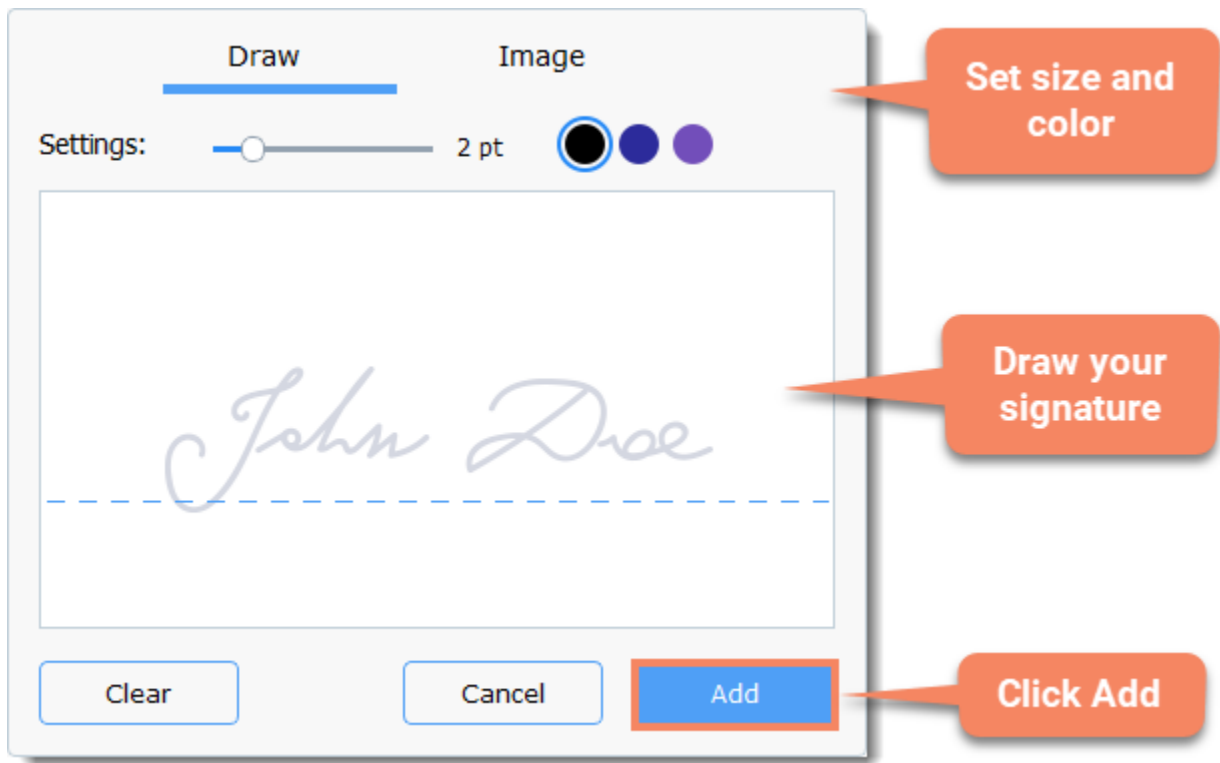 Draw Image
Settings: 2 pt
Set size and
color
John Doe
Draw your
signature
Clear Cancel Add
Click Add